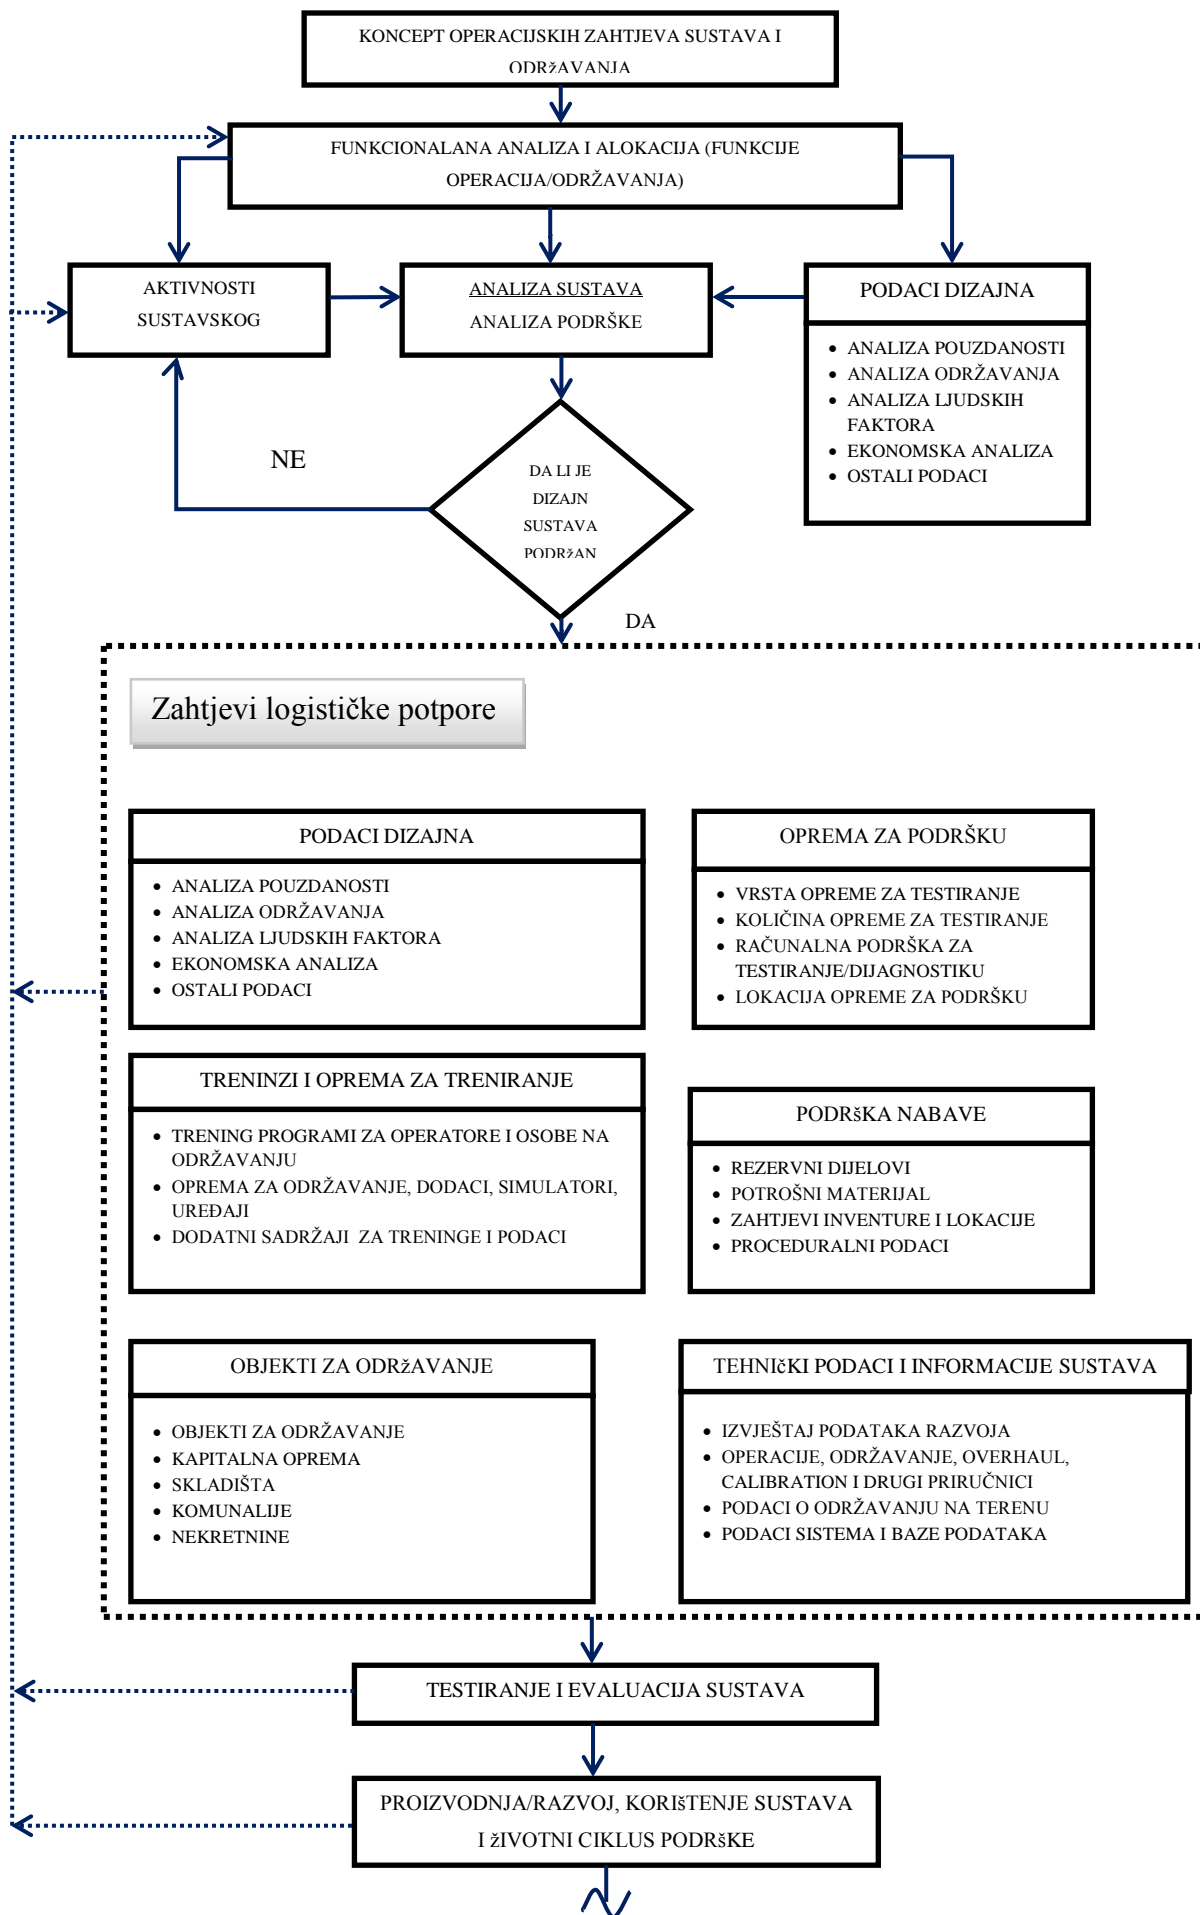 KONCEPT OPERACIJSKIH ZAHTJEVA SUSTAVA I
ODRžAVANJA
FUNKCIONALANA ANALIZA I ALOKACIJA (FUNKCIJE
OPERACIJA/ODRŽAVANJA)
AKTIVNOSTI
SUSTAVSKOG
ANALIZA SUSTAVA
ANALIZA PODRŠKE
PODACI DIZAJNA
• ANALIZA POUZDANOSTI
• ANALIZA ODRŽAVANJA
• ANALIZA LJUDSKIH
FAKTORA
• EKONOMSKA ANALIZA
• OSTALI PODACI
NE
DA LI JE
DIZAJN
SUSTAVA
PODRžAN
DA
Zahtjevi logističke potpore
PODACI DIZAJNA
• ANALIZA POUZDANOSTI
• ANALIZA ODRŽAVANJA
• ANALIZA LJUDSKIH FAKTORA
• EKONOMSKA ANALIZA
• OSTALI PODACI
OPREMA ZA PODRŠKU
• VRSTA OPREME ZA TESTIRANJE
• KOLIČINA OPREME ZA TESTIRANJE
• RAČUNALNA PODRŠKA ZA
TESTIRANJE/DIJAGNOSTIKU
• LOKACIJA OPREME ZA PODRŠKU
TRENINZI I OPREMA ZA TRENIRANJE
• TRENING PROGRAMI ZA OPERATORE I OSOBE NA
ODRŽAVANJU
• OPREMA ZA ODRŽAVANJE, DODACI, SIMULATORI,
UREĐAJI
• DODATNI SADRŽAJI ZA TRENINGE I PODACI
PODRšKA NABAVE
• REZERVNI DIJELOVI
• POTROŠNI MATERIJAL
• ZAHTJEVI INVENTURE I LOKACIJE
• PROCEDURALNI PODACI
OBJEKTI ZA ODRžAVANJE
• OBJEKTI ZA ODRŽAVANJE
• KAPITALNA OPREMA
• SKLADIŠTA
• KOMUNALIJE
• NEKRETNINE
TEHNIčKI PODACI I INFORMACIJE SUSTAVA
• IZVJEŠTAJ PODATAKA RAZVOJA
• OPERACIJE, ODRŽAVANJE, OVERHAUL,
CALIBRATION I DRUGI PRIRUČNICI
• PODACI O ODRŽAVANJU NA TERENU
• PODACI SISTEMA I BAZE PODATAKA
TESTIRANJE I EVALUACIJA SUSTAVA
PROIZVODNJA/RAZVOJ, KORIšTENJE SUSTAVA
I žIVOTNI CIKLUS PODRšKE